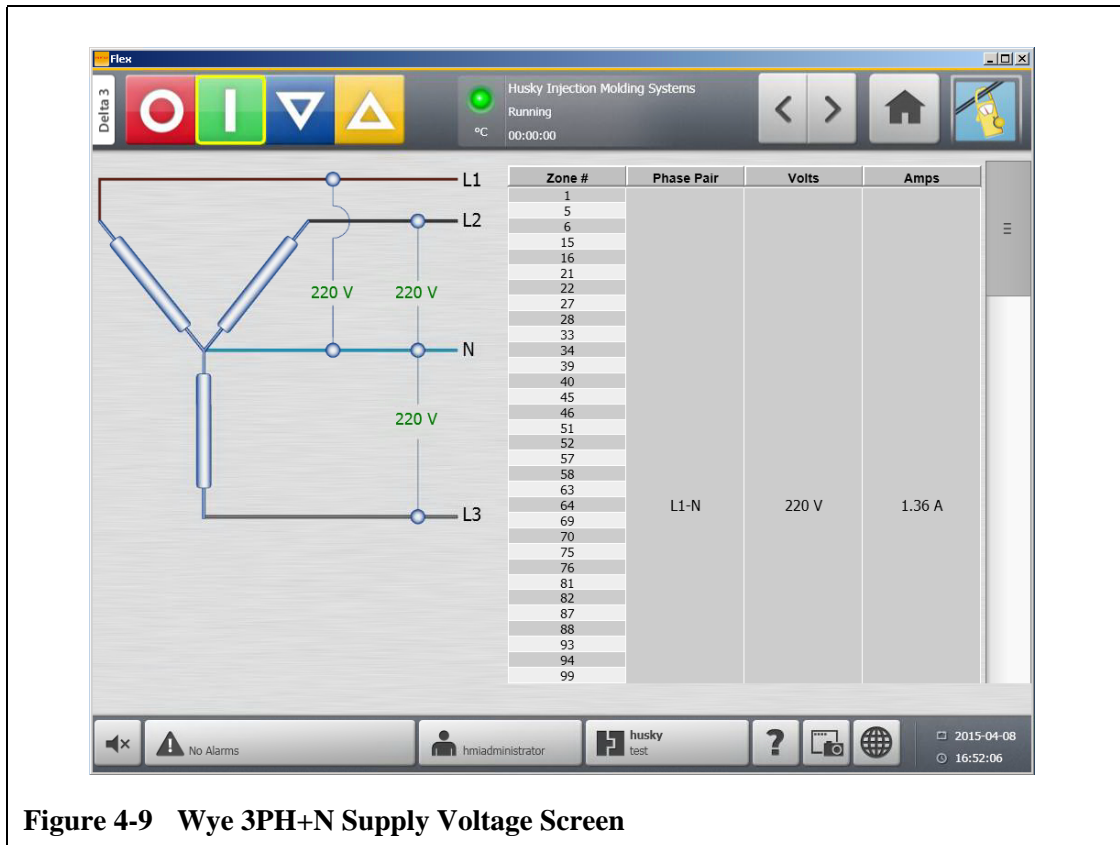 Flex
Delta 3
°C
Husky Injection Molding Systems
Running
00:00:00
L1
L2
220 V 220 V
N
220 V
L3
Zone # Phase Pair Volts Amps
1
5
6
15
16
21
22
27
28
33
34
39
40
45
46
51
52
57
58
63
64 L1-N 220 V 1.36 A
69
70
75
76
81
82
87
88
93
94
99
No Alarms
hmiadministrator
husky
test
?
2015-04-08
16:52:06
Figure 4-9 Wye 3PH+N Supply Voltage Screen